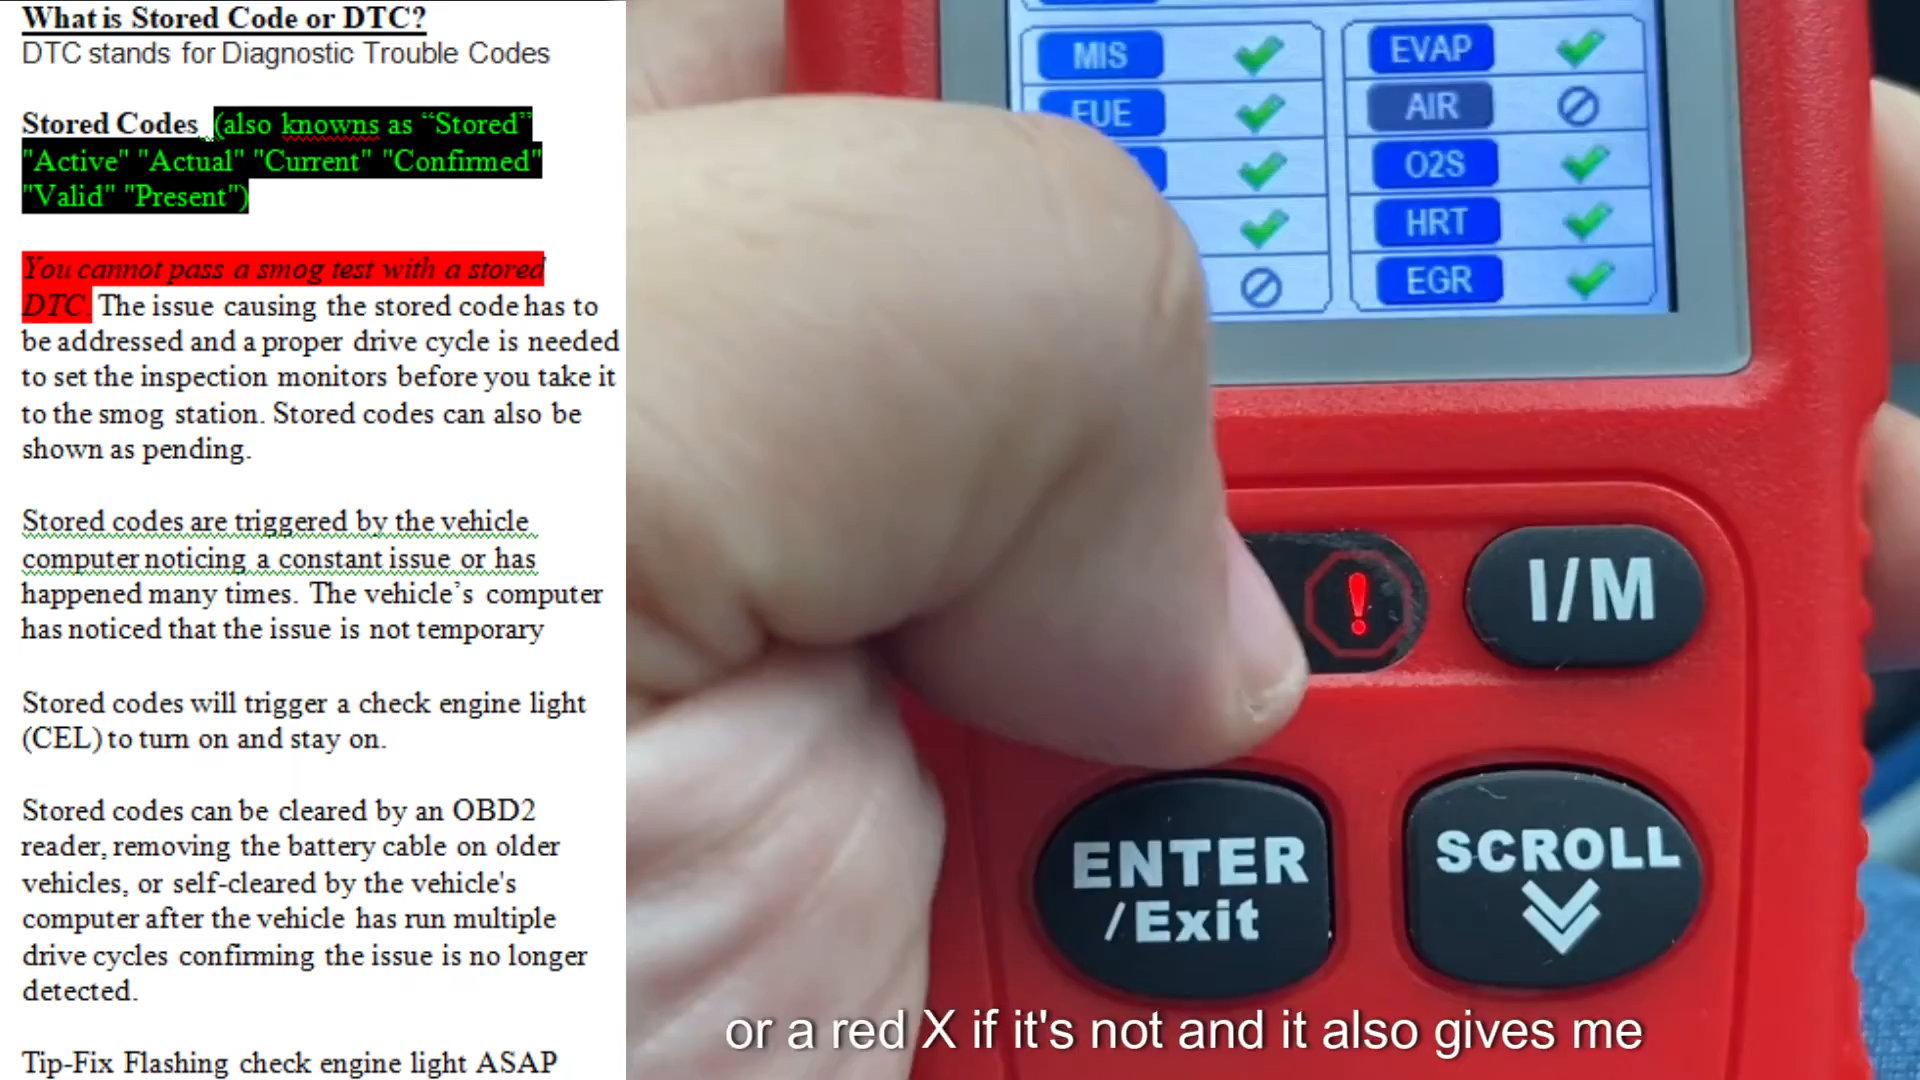 What is Stored Code or DTC?
DTC stands for Diagnostic Trouble Codes
Stored Codes (also knowns as “Stored”
"Active" "Actual" "Current" "Confirmed"
"Valid" "Present")
You cannot pass a smog test with a stored
DTC. The issue causing the stored code has to
be addressed and a proper drive cycle is needed
to set the inspection monitors before you take it
to the smog station. Stored codes can also be
shown as pending.
Stored codes are triggered by the vehicle
computer noticing a constant issue or has
happened many times. The vehicle’s computer
has noticed that the issue is not temporary
Stored codes will trigger a check engine light
(CEL) to turn on and stay on.
Stored codes can be cleared by an OBD2
reader, removing the battery cable on older
vehicles, or self-cleared by the vehicle's
computer after the vehicle has run multiple
drive cycles confirming the issue is no longer
detected.
Tip-Fix Flashing check engine light ASAP
MIS
EVAP
FUE
AIR
O2S
HRT
EGR
!
I/M
ENTER
/Exit
SCROLL
or a red X if it's not and it also gives me